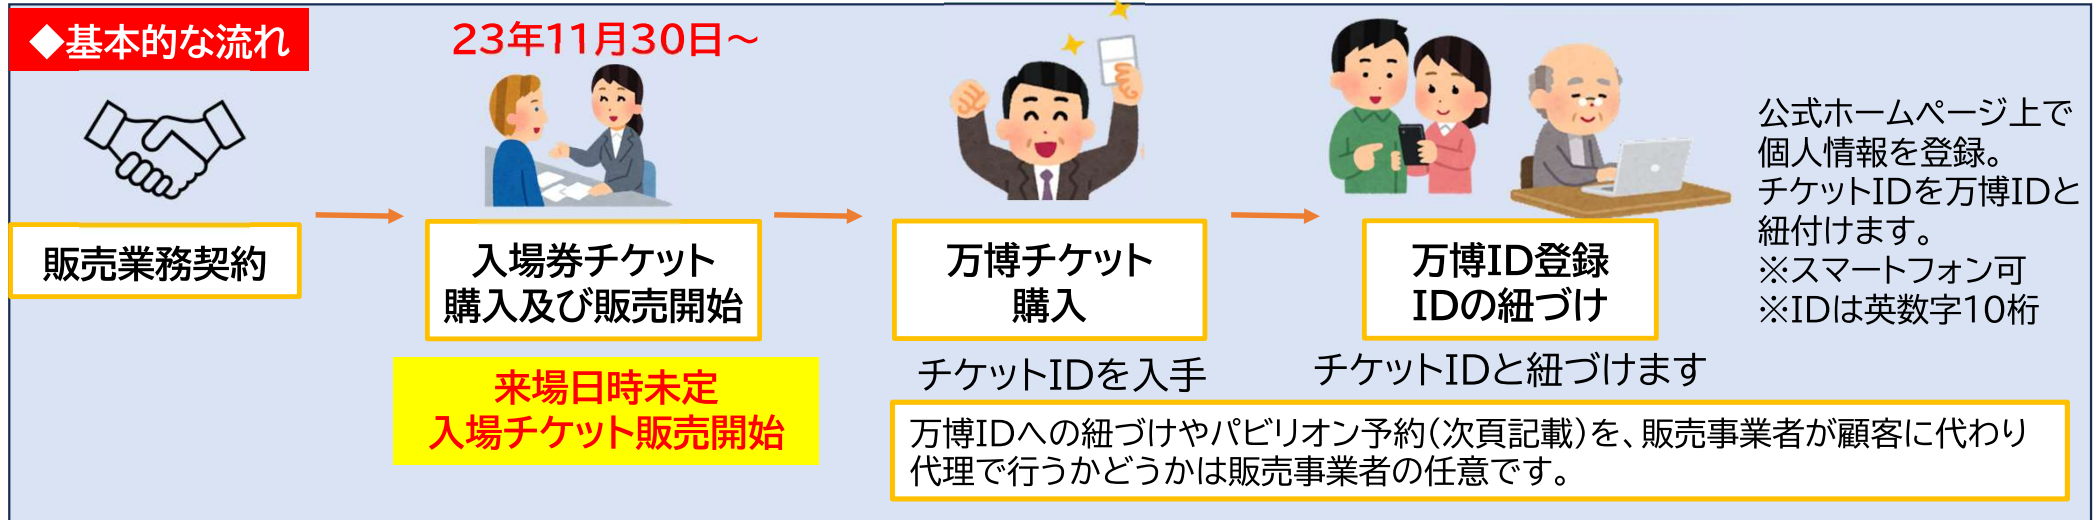 ◆基本的な流れ
23年11月30日～
販売業務契約
入場券チケット
購入及び販売開始
来場日時未定
入場チケット販売開始
万博チケット
購入
チケットIDを入手
万博ID登録
IDの紐づけ
チケットIDと紐づけます
公式ホームページ上で
個人情報を登録。
チケットIDを万博IDと
紐付けます。
※スマートフォン可
※IDは英数字10桁
万博IDへの紐づけやパビリオン予約(次頁記載)を、販売事業者が顧客に代わり
代理で行うかどうかは販売事業者の任意です。